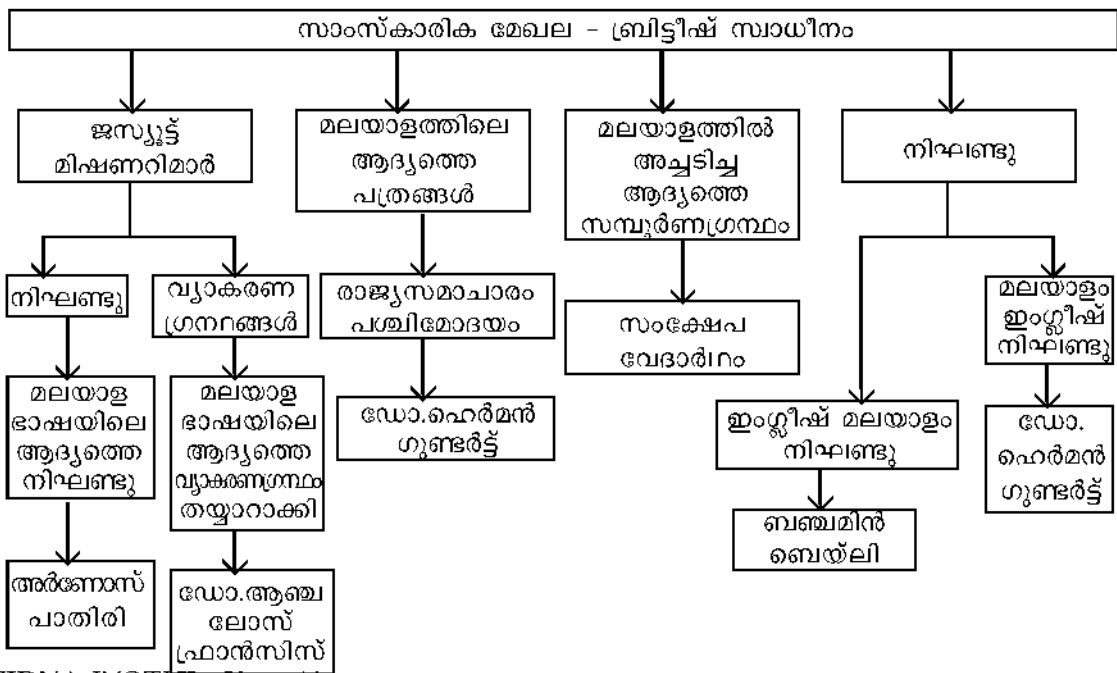 സാംസ്കാരിക മേഖല – ബ്രിട്ടീഷ് സ്വാധീനം
ജസ്യൂട്ട്
മിഷണറിമാർ
മലയാളത്തിലെ
ആദ്യത്തെ
പത്രങ്ങൾ
മലയാളത്തിൽ
അച്ചടിച്ച
ആദ്യത്തെ
സമ്പൂർണഗ്രന്ഥം
നിഘണ്ടു
നിഘണ്ടു
വ്യാകരണ
ഗ്രന്ഥങ്ങൾ
രാജ്യസമാചാരം
പശ്ചിമോദയം
സംക്ഷേപ
വേദാർഥം
മലയാളം
ഇംഗ്ലീഷ്
നിഘണ്ടു
മലയാള
ഭാഷയിലെ
ആദ്യത്തെ
നിഘണ്ടു
മലയാള
ഭാഷയിലെ
ആദ്യത്തെ
വ്യാകരണഗ്രന്ഥം
തയ്യാറാക്കി
ഡോ.ഹെർമൻ
ഗുണ്ടർട്ട്
ഇംഗ്ലീഷ് മലയാളം
നിഘണ്ടു
ഡോ.
ഹെർമൻ
ഗുണ്ടർട്ട്
ബഞ്ചമിൻ
ബെയ്ലി
അർണോസ്
പാതിരി
ഡോ.ആഞ്ച
ലോസ്
ഫ്രാൻസിസ്